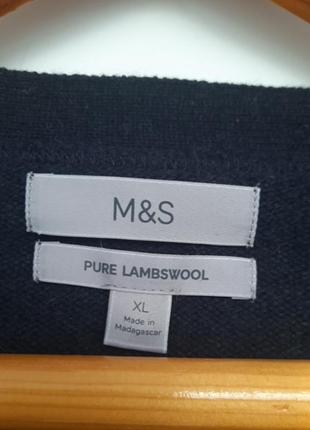 M&S
PURE LAMBSWOOL
XL
Made in
Madagascar